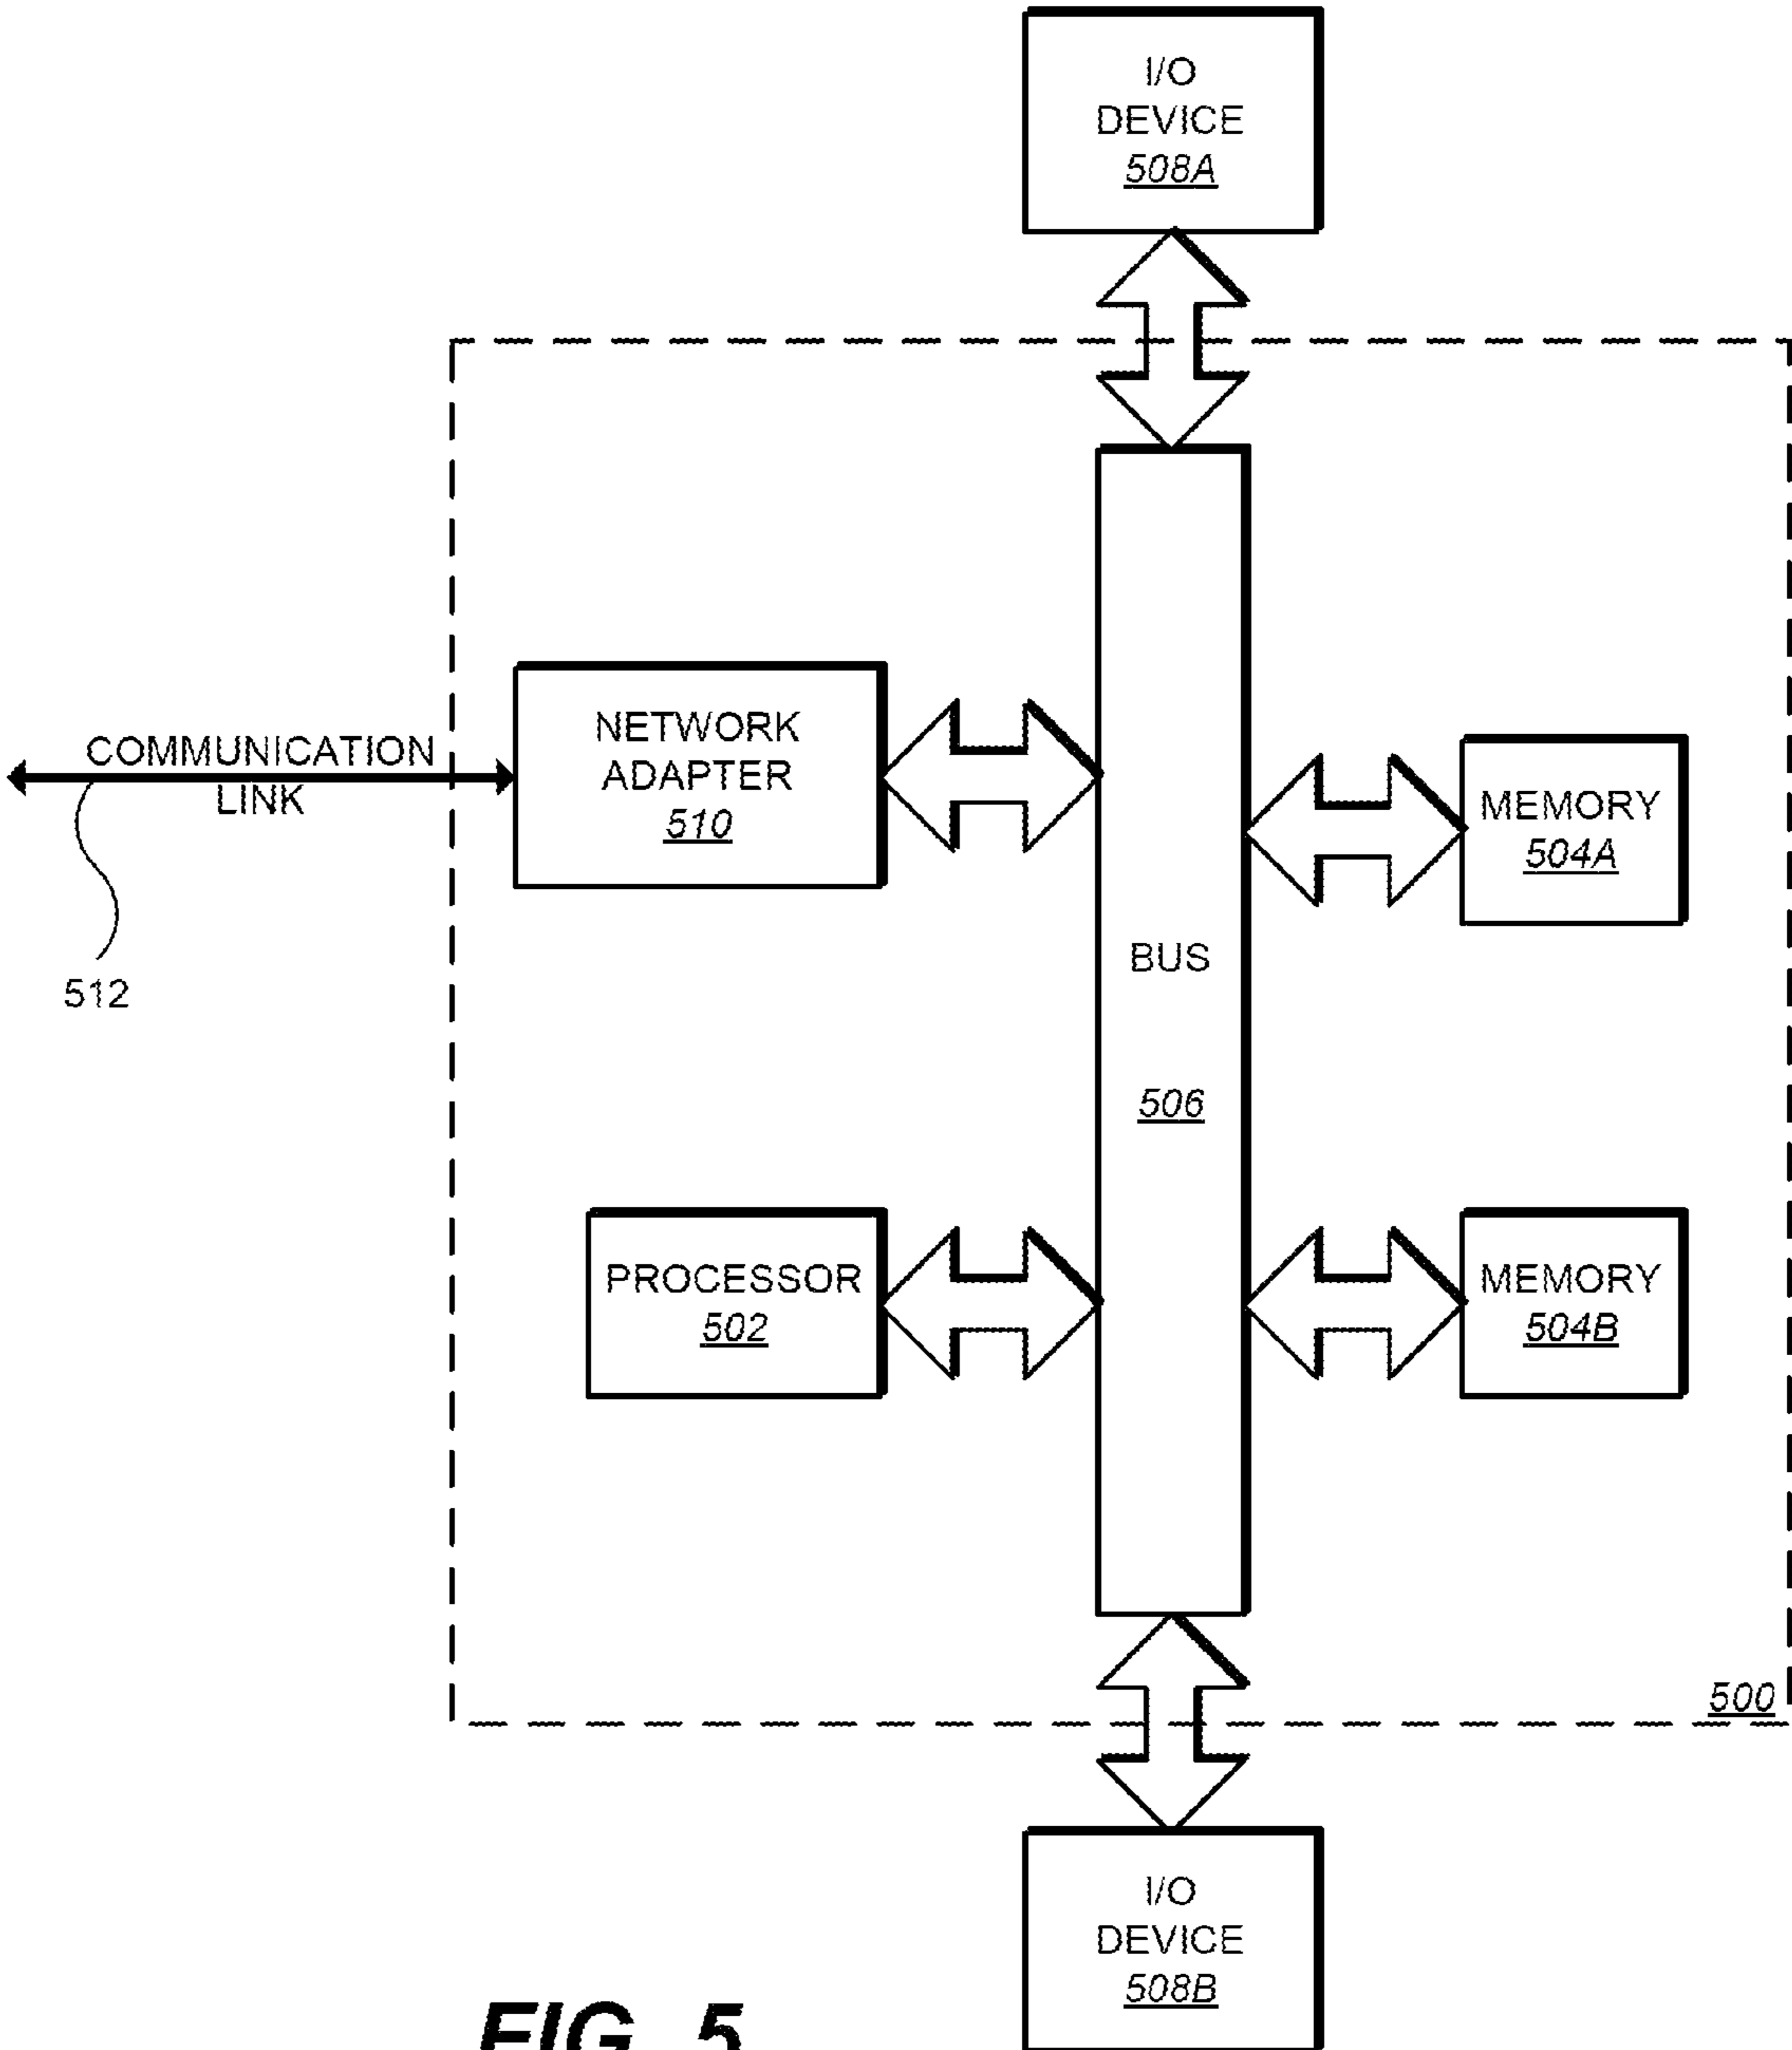 I/O
DEVICE
508A
COMMUNICATION
LINK
512
NETWORK
ADAPTER
510
MEMORY
504A
BUS
506
PROCESSOR
502
MEMORY
504B
500
I/O
DEVICE
508B
FIG. 5